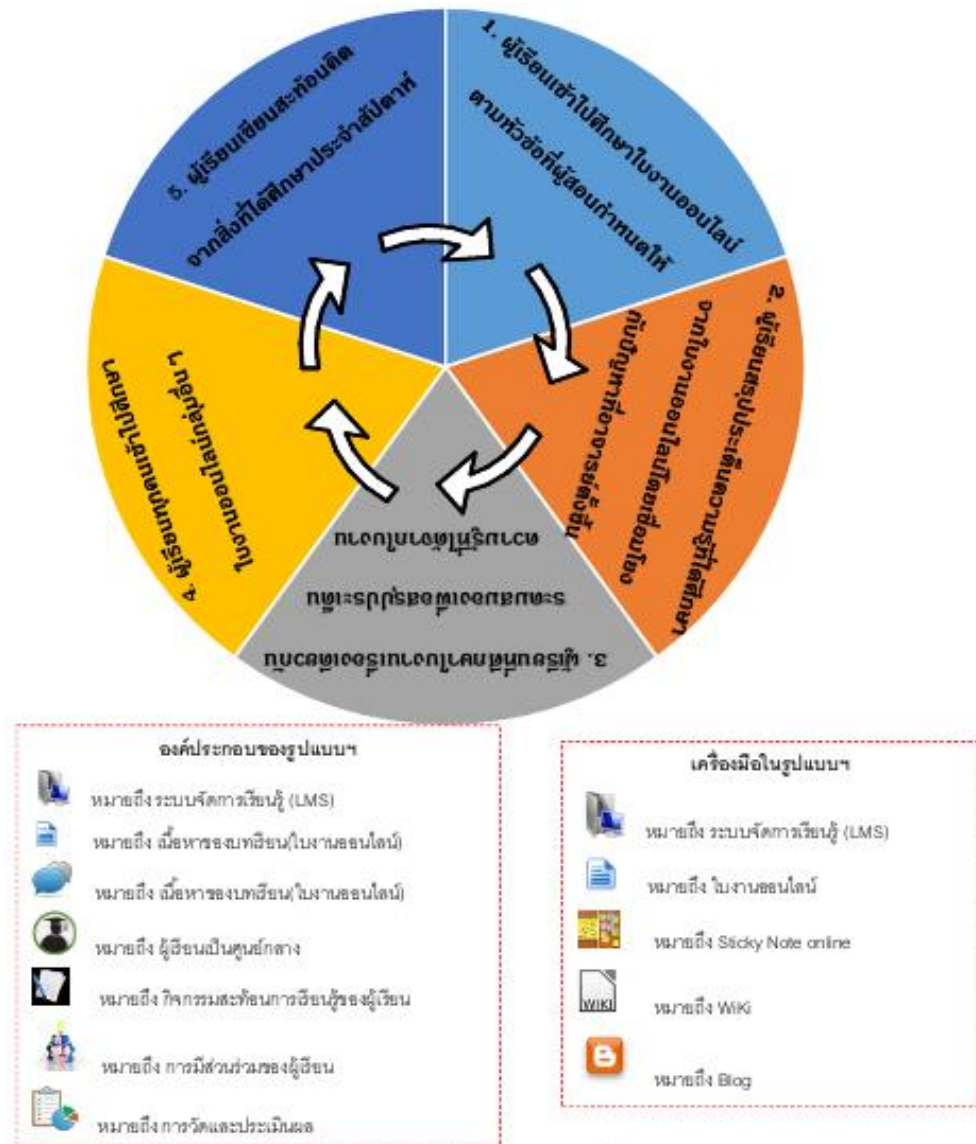 1. ผู้เรียนเข้าไปศึกษาใบงานออนไลน์
ตามหัวข้อที่ผู้สอนกำหนดให้
2. ผู้เรียนสรุปประเด็นความรู้ที่ได้ศึกษา
จากใบงานออนไลน์โดยเชื่อมโยง
กับปัญหาที่อาจารย์ตั้งขึ้น
3. ผู้เรียนที่ศึกษาใบงานเรื่องเดียวกัน
ระดมสมองเพื่อสรุปประเด็น
ความรู้ที่ได้จากใบงาน
4. ผู้เรียนทุกคนเข้าไปศึกษา
ใบงานออนไลน์กลุ่มอื่น ๆ
5. ผู้เรียนเขียนสะท้อนคิด
จากสิ่งที่ได้ศึกษาประจำสัปดาห์
องค์ประกอบของรูปแบบฯ
หมายถึง ระบบจัดการเรียนรู้ (LMS)
หมายถึง เนื้อหาของบทเรียน(ใบงานออนไลน์)
หมายถึง เนื้อหาของบทเรียน(ใบงานออนไลน์)
หมายถึง ผู้เรียนเป็นศูนย์กลาง
หมายถึง กิจกรรมสะท้อนการเรียนรู้ของผู้เรียน
หมายถึง การมีส่วนร่วมของผู้เรียน
หมายถึง การวัดและประเมินผล
เครื่องมือในรูปแบบฯ
หมายถึง ระบบจัดการเรียนรู้ (LMS)
หมายถึง ใบงานออนไลน์
หมายถึง Sticky Note online
WIKI
หมายถึง WiKi
หมายถึง Blog